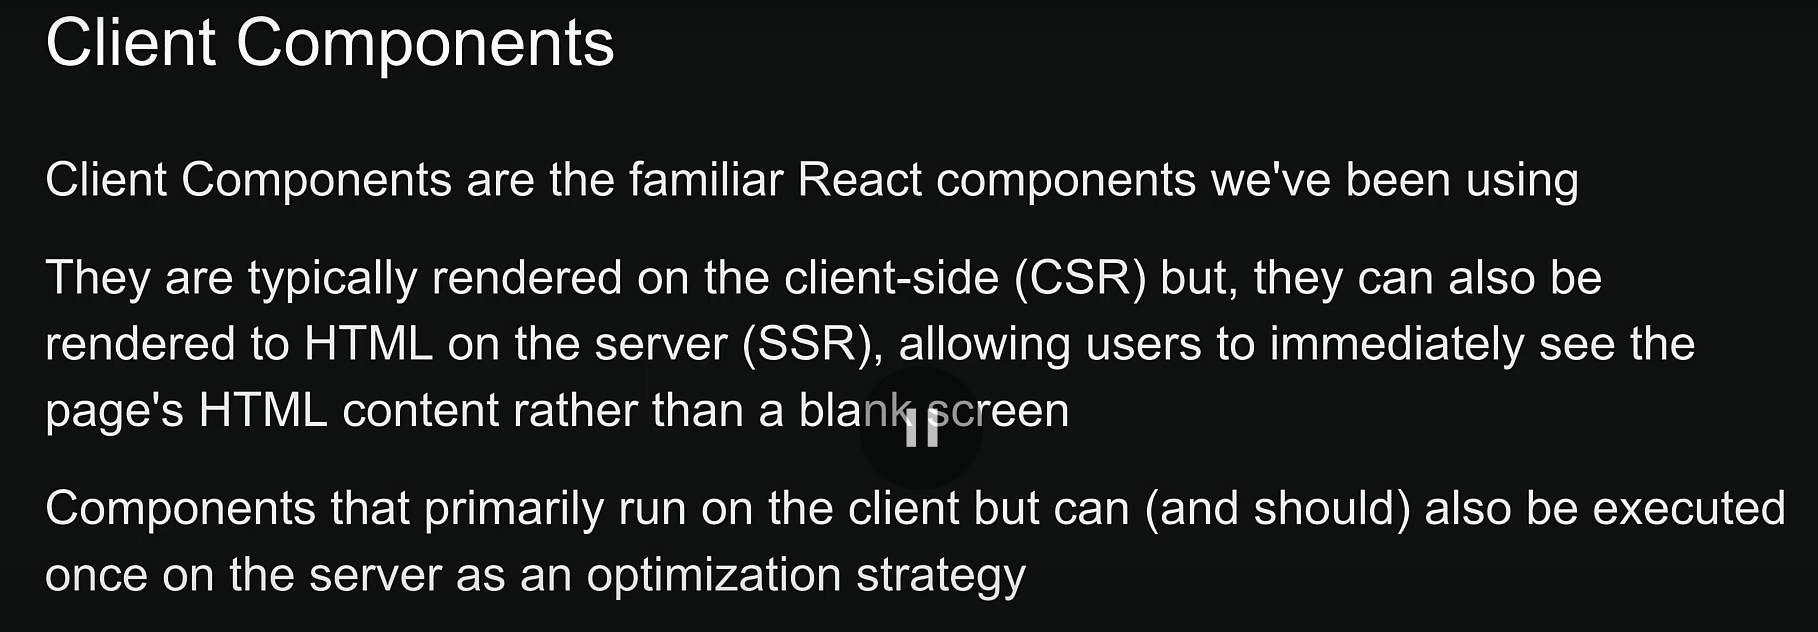 Client Components
Client Components are the familiar React components we've been using
They are typically rendered on the client-side (CSR) but, they can also be
rendered to HTML on the server (SSR), allowing users to immediately see the
page's HTML content rather than a blank screen
Components that primarily run on the client but can (and should) also be executed
once on the server as an optimization strategy